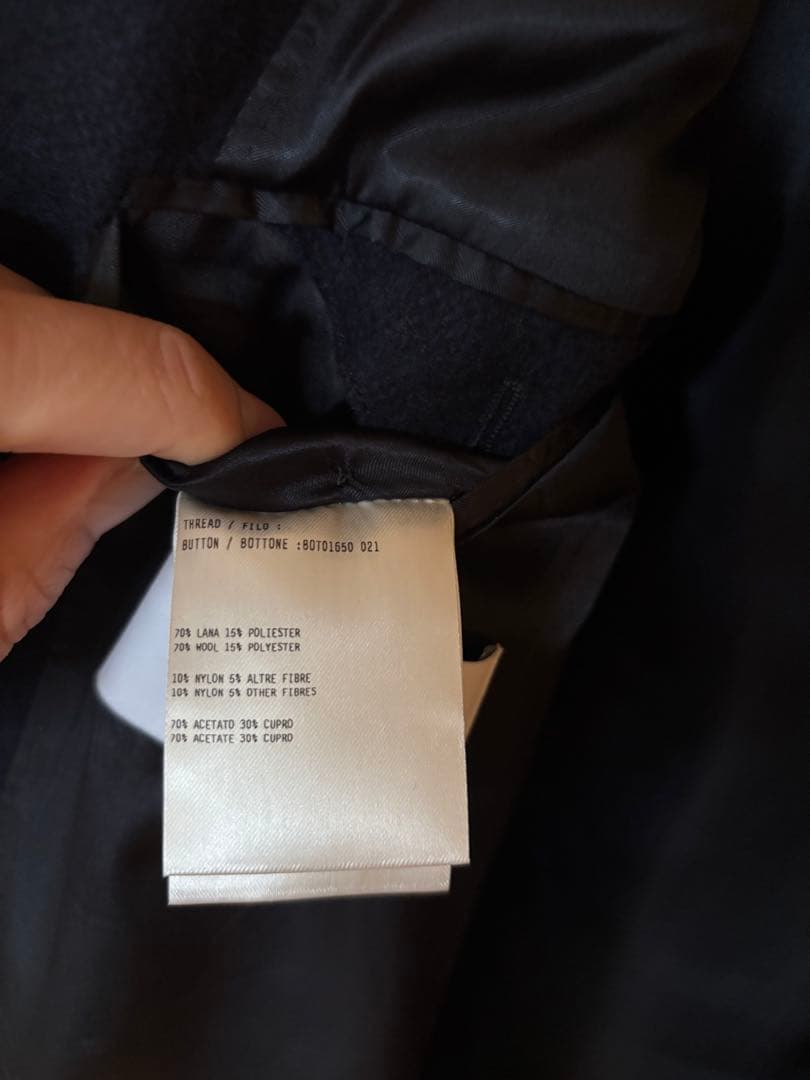 THREAD / FILO :
BUTTON / BOTTONE :BOT01650 021
70% LANA 15% POLIESTER
70% WOOL 15% POLYESTER
10% NYLON 5% ALTRE FIBRE
10% NYLON 5% OTHER FIBRES
70% ACETATO 30% CUPRO
70% ACETATE 30% CUPRO